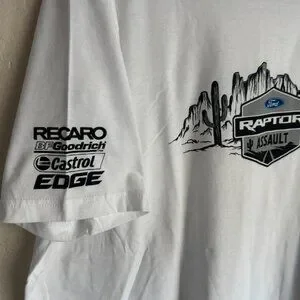 RECARO
BFGoodrich
Castrol
EDGE
Ford
RAPTOR
ASSAULT